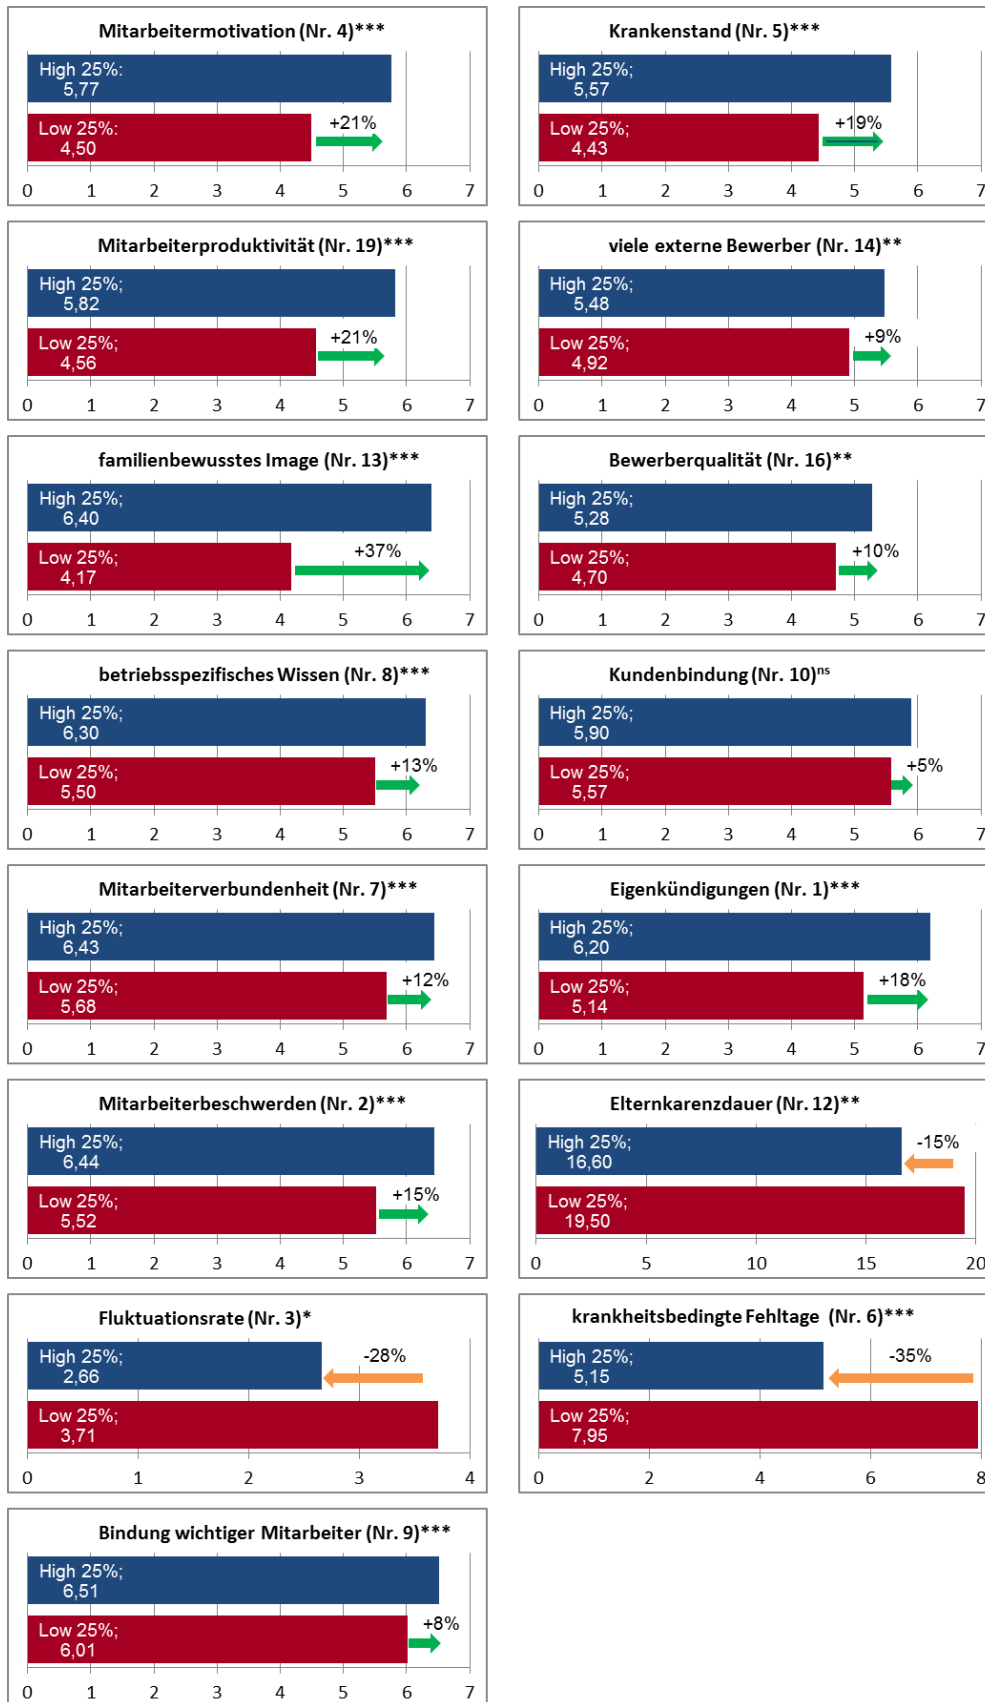 Mitarbeitermotivation (Nr. 4)***
High 25%:
5,77
Low 25%:
4,50
+21%
0 1 2 3 4 5 6 7
Krankenstand (Nr. 5)***
High 25%;
5,57
Low 25%;
4,43
+19%
0 1 2 3 4 5 6 7
Mitarbeiterproduktivität (Nr. 19)***
High 25%;
5,82
Low 25%;
4,56
+21%
0 1 2 3 4 5 6 7
viele externe Bewerber (Nr. 14)**
High 25%;
5,48
Low 25%;
4,92
+9%
0 1 2 3 4 5 6 7
familienbewusstes Image (Nr. 13)***
High 25%;
6,40
Low 25%;
4,17
+37%
0 1 2 3 4 5 6 7
Bewerberqualität (Nr. 16)**
High 25%;
5,28
Low 25%;
4,70
+10%
0 1 2 3 4 5 6 7
betriebsspezifisches Wissen (Nr. 8)***
High 25%;
6,30
Low 25%;
5,50
+13%
0 1 2 3 4 5 6 7
Kundenbindung (Nr. 10)ns
High 25%;
5,90
Low 25%;
5,57
+5%
0 1 2 3 4 5 6 7
Mitarbeiterverbundenheit (Nr. 7)***
High 25%;
6,43
Low 25%;
5,68
+12%
0 1 2 3 4 5 6 7
Eigenkündigungen (Nr. 1)***
High 25%;
6,20
Low 25%;
5,14
+18%
0 1 2 3 4 5 6 7
Mitarbeiterbeschwerden (Nr. 2)***
High 25%;
6,44
Low 25%;
5,52
+15%
0 1 2 3 4 5 6 7
Elternkarenzdauer (Nr. 12)**
High 25%;
16,60
-15%
Low 25%;
19,50
0 5 10 15 20
Fluktuationsrate (Nr. 3)*
High 25%;
2,66
-28%
Low 25%;
3,71
0 1 2 3 4
krankheitsbedingte Fehltage (Nr. 6)***
High 25%;
5,15
-35%
Low 25%;
7,95
0 2 4 6 8
Bindung wichtiger Mitarbeiter (Nr. 9)***
High 25%;
6,51
Low 25%;
6,01
+8%
0 1 2 3 4 5 6 7